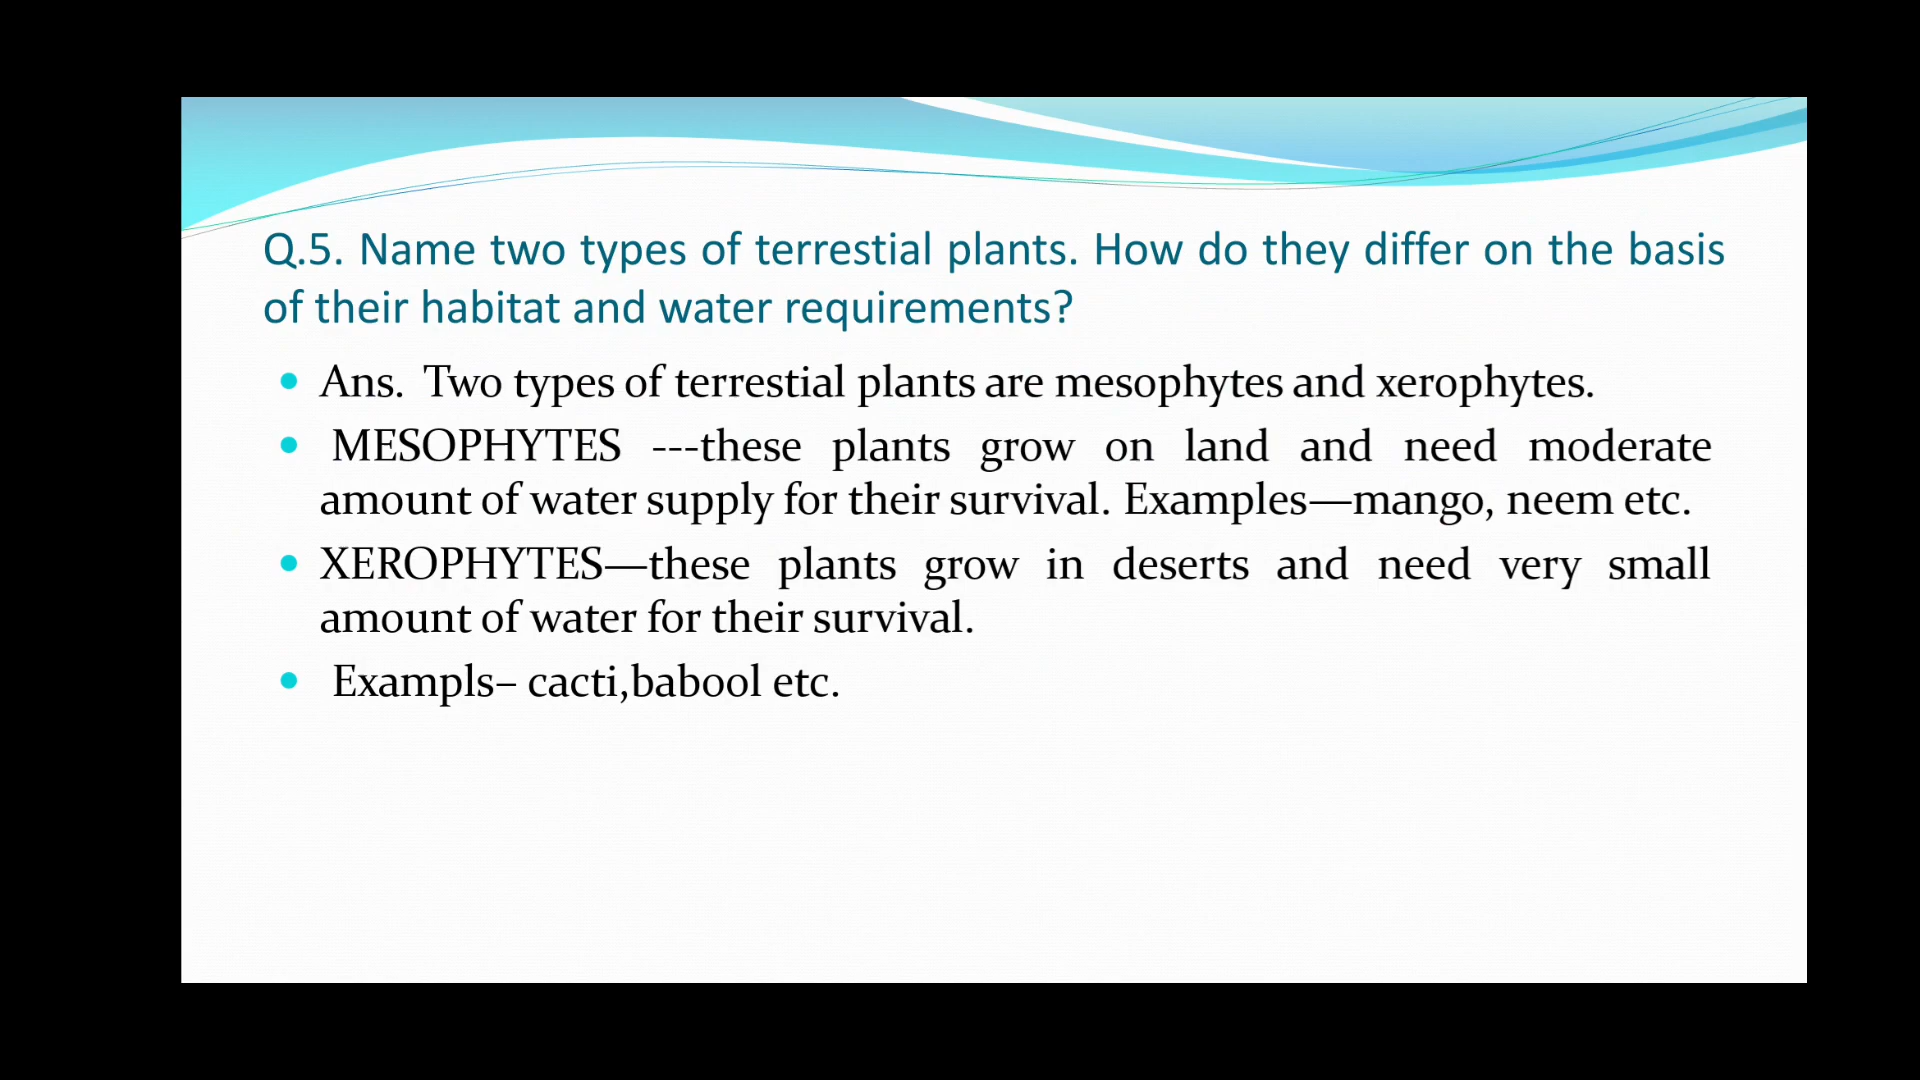 Q.5. Name two types of terrestial plants. How do they differ on the basis
of their habitat and water requirements?
• Ans. Two types of terrestial plants are mesophytes and xerophytes.
• MESOPHYTES ---these plants grow on land and need moderate
amount of water supply for their survival. Examples—mango, neem etc.
• XEROPHYTES—these plants grow in deserts and need very small
amount of water for their survival.
• Exampls– cacti,babool etc.